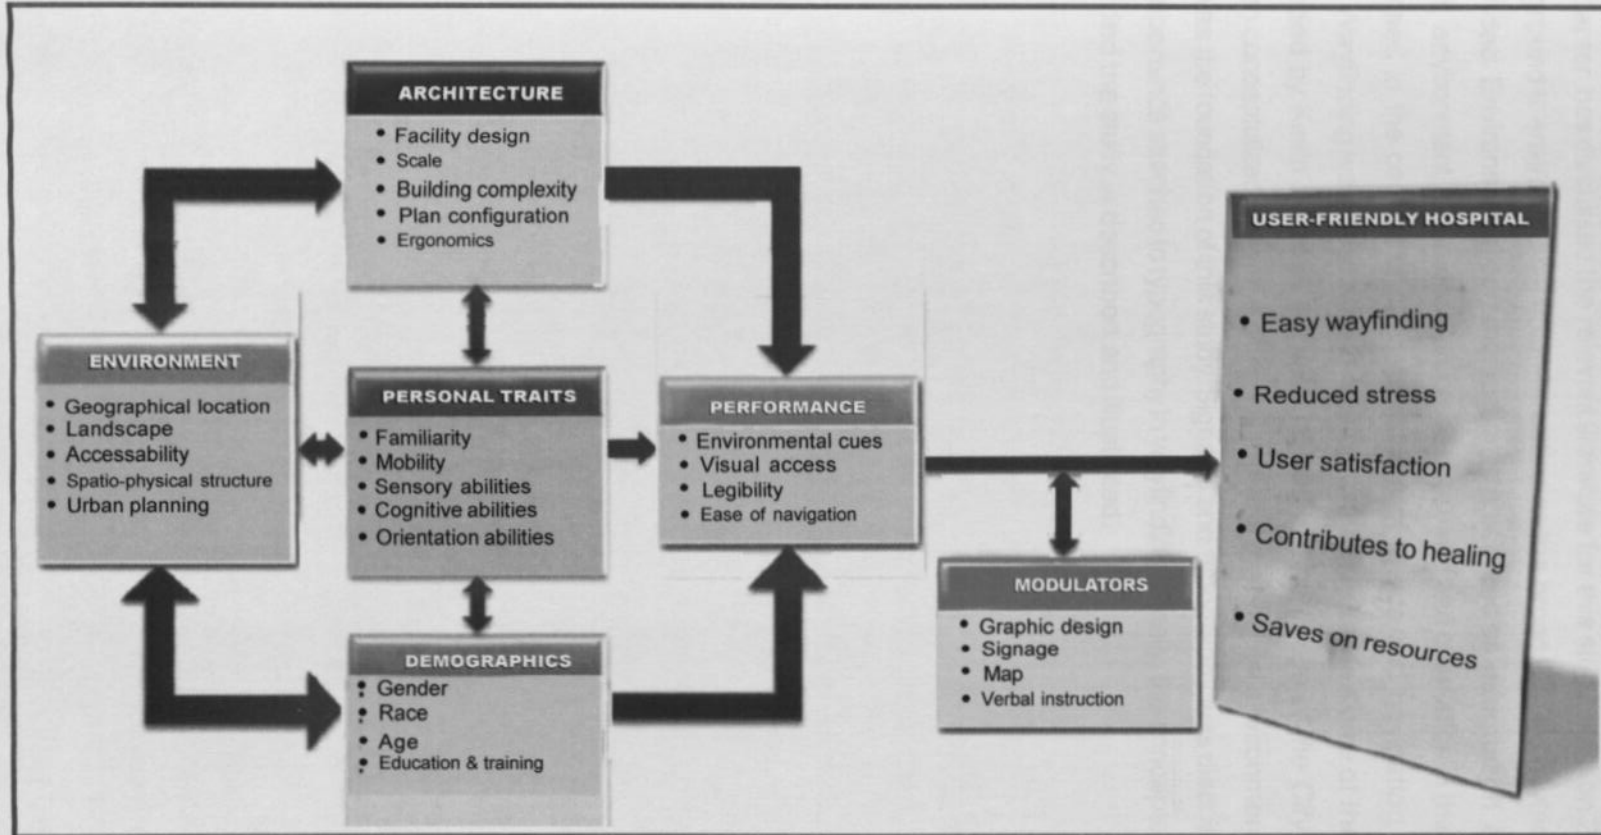 ARCHITECTURE
• Facility design
• Scale
• Building complexity
• Plan configuration
• Ergonomics
ENVIRONMENT
• Geographical location
• Landscape
• Accessability
• Spatio-physical structure
• Urban planning
PERSONAL TRAITS
• Familiarity
• Mobility
• Sensory abilities
• Cognitive abilities
• Orientation abilities
DEMOGRAPHICS
• Gender
• Race
• Age
• Education & training
PERFORMANCE
• Environmental cues
• Visual access
• Legibility
• Ease of navigation
MODULATORS
• Graphic design
• Signage
• Map
• Verbal instruction
USER-FRIENDLY HOSPITAL
• Easy wayfinding
• Reduced stress
• User satisfaction
• Contributes to healing
• Saves on resources